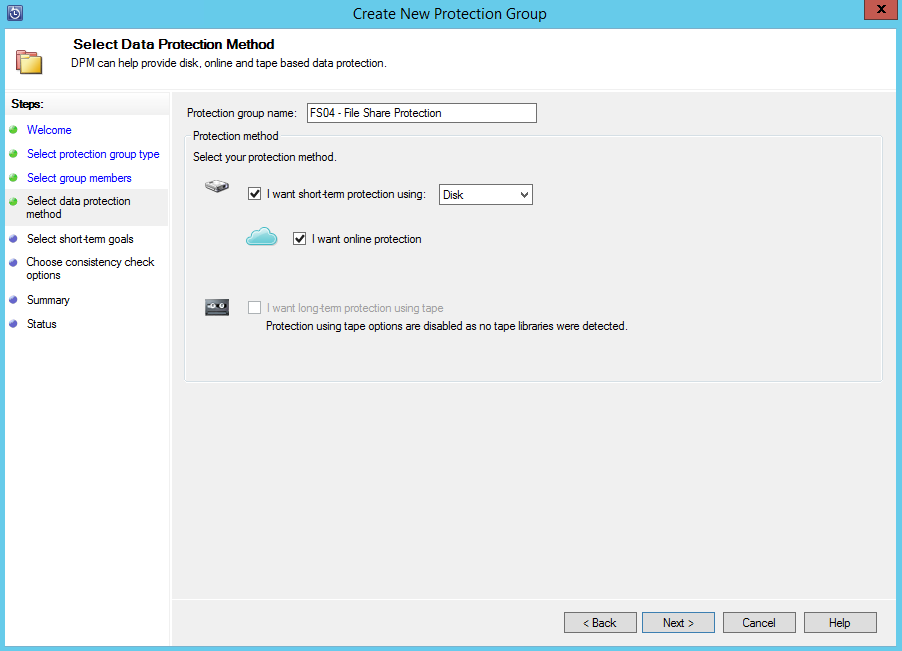 Create New Protection Group
X
Select Data Protection Method
DPM can help provide disk, online and tape based data protection.
Steps:
Welcome
Select protection group type
Select group members
Select data protection
method
Select short-term goals
Choose consistency check
options
Summary
Status
Protection group name: FS04 - File Share Protection
Protection method
Select your protection method.
I want short-term protection using: Disk
I want online protection
I want long-term protection using tape
Protection using tape options are disabled as no tape libraries were detected.
< Back Next > Cancel Help